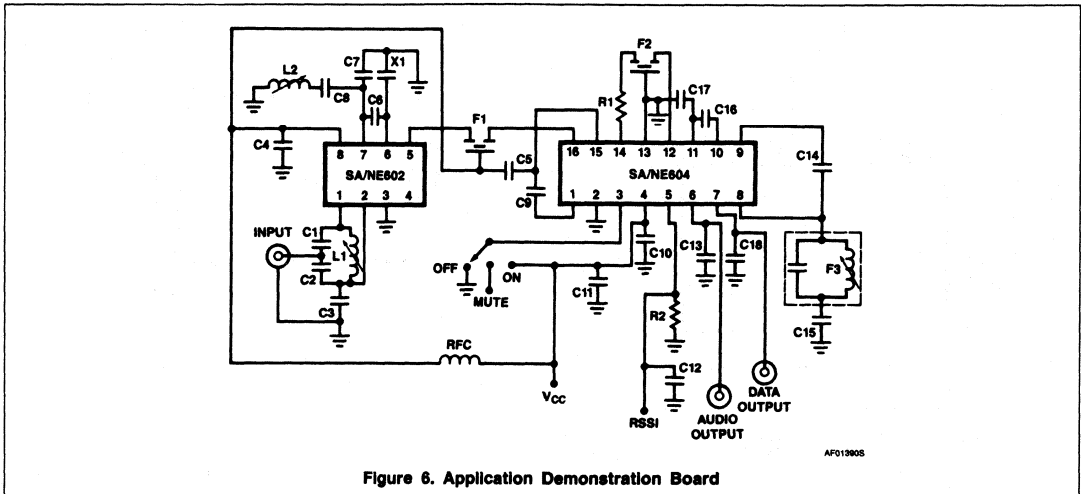 F2
C7
X1
L2
C8
C6
C17
R1
C16
F1
C4
C5
C14
8 7 6 5
SA/NE602
1 2 3 4
16 15 14 13 12 11 10 9
SA/NE604
1 2 3 4 5 6 7 8
C9
INPUT
C1
L1
C2
C3
OFF
ON
MUTE
C10
C11
C13
C18
F3
R2
C15
RFC
C12
VCC
RSSI
DATA
OUTPUT
AUDIO
OUTPUT
AF01390S
Figure 6. Application Demonstration Board